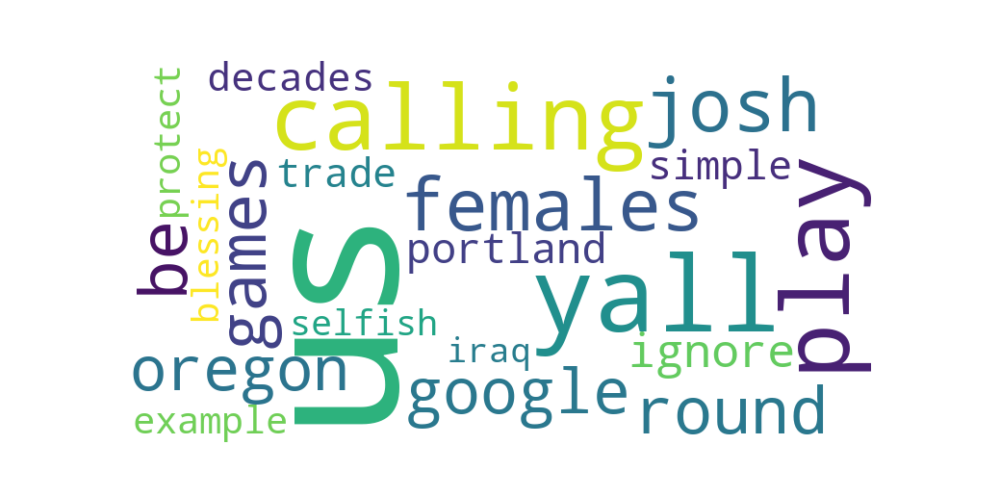 decades
calling
josh
protect
trade
simple
blessing
games
females
play
be
portland
us
yall
selfish
iraq
ignore
oregon
google
round
example